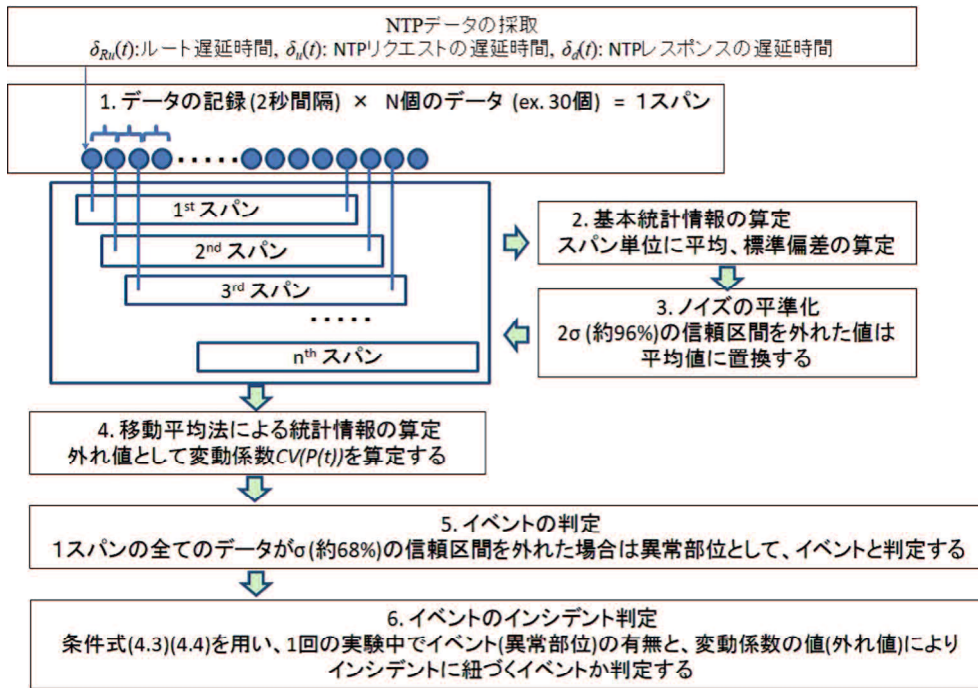 NTPデータの採取
δRu(t):ルート遅延時間, δu(t): NTPリクエストの遅延時間, δd(t): NTPレスポンスの遅延時間
1. データの記録(2秒間隔) × N個のデータ (ex. 30個) = 1スパン
1st スパン
2nd スパン
3rd スパン
nth スパン
2. 基本統計情報の算定
スパン単位に平均、標準偏差の算定
3. ノイズの平準化
2σ (約96%)の信頼区間を外れた値は
平均値に置換する
4. 移動平均法による統計情報の算定
外れ値として変動係数CV(P(t))を算定する
5. イベントの判定
1スパンの全てのデータがσ(約68%)の信頼区間を外れた場合は異常部位として、イベントと判定する
6. イベントのインシデント判定
条件式(4.3)(4.4)を用い、1回の実験中でイベント(異常部位)の有無と、変動係数の値(外れ値)により
インシデントに紐づくイベントか判定する